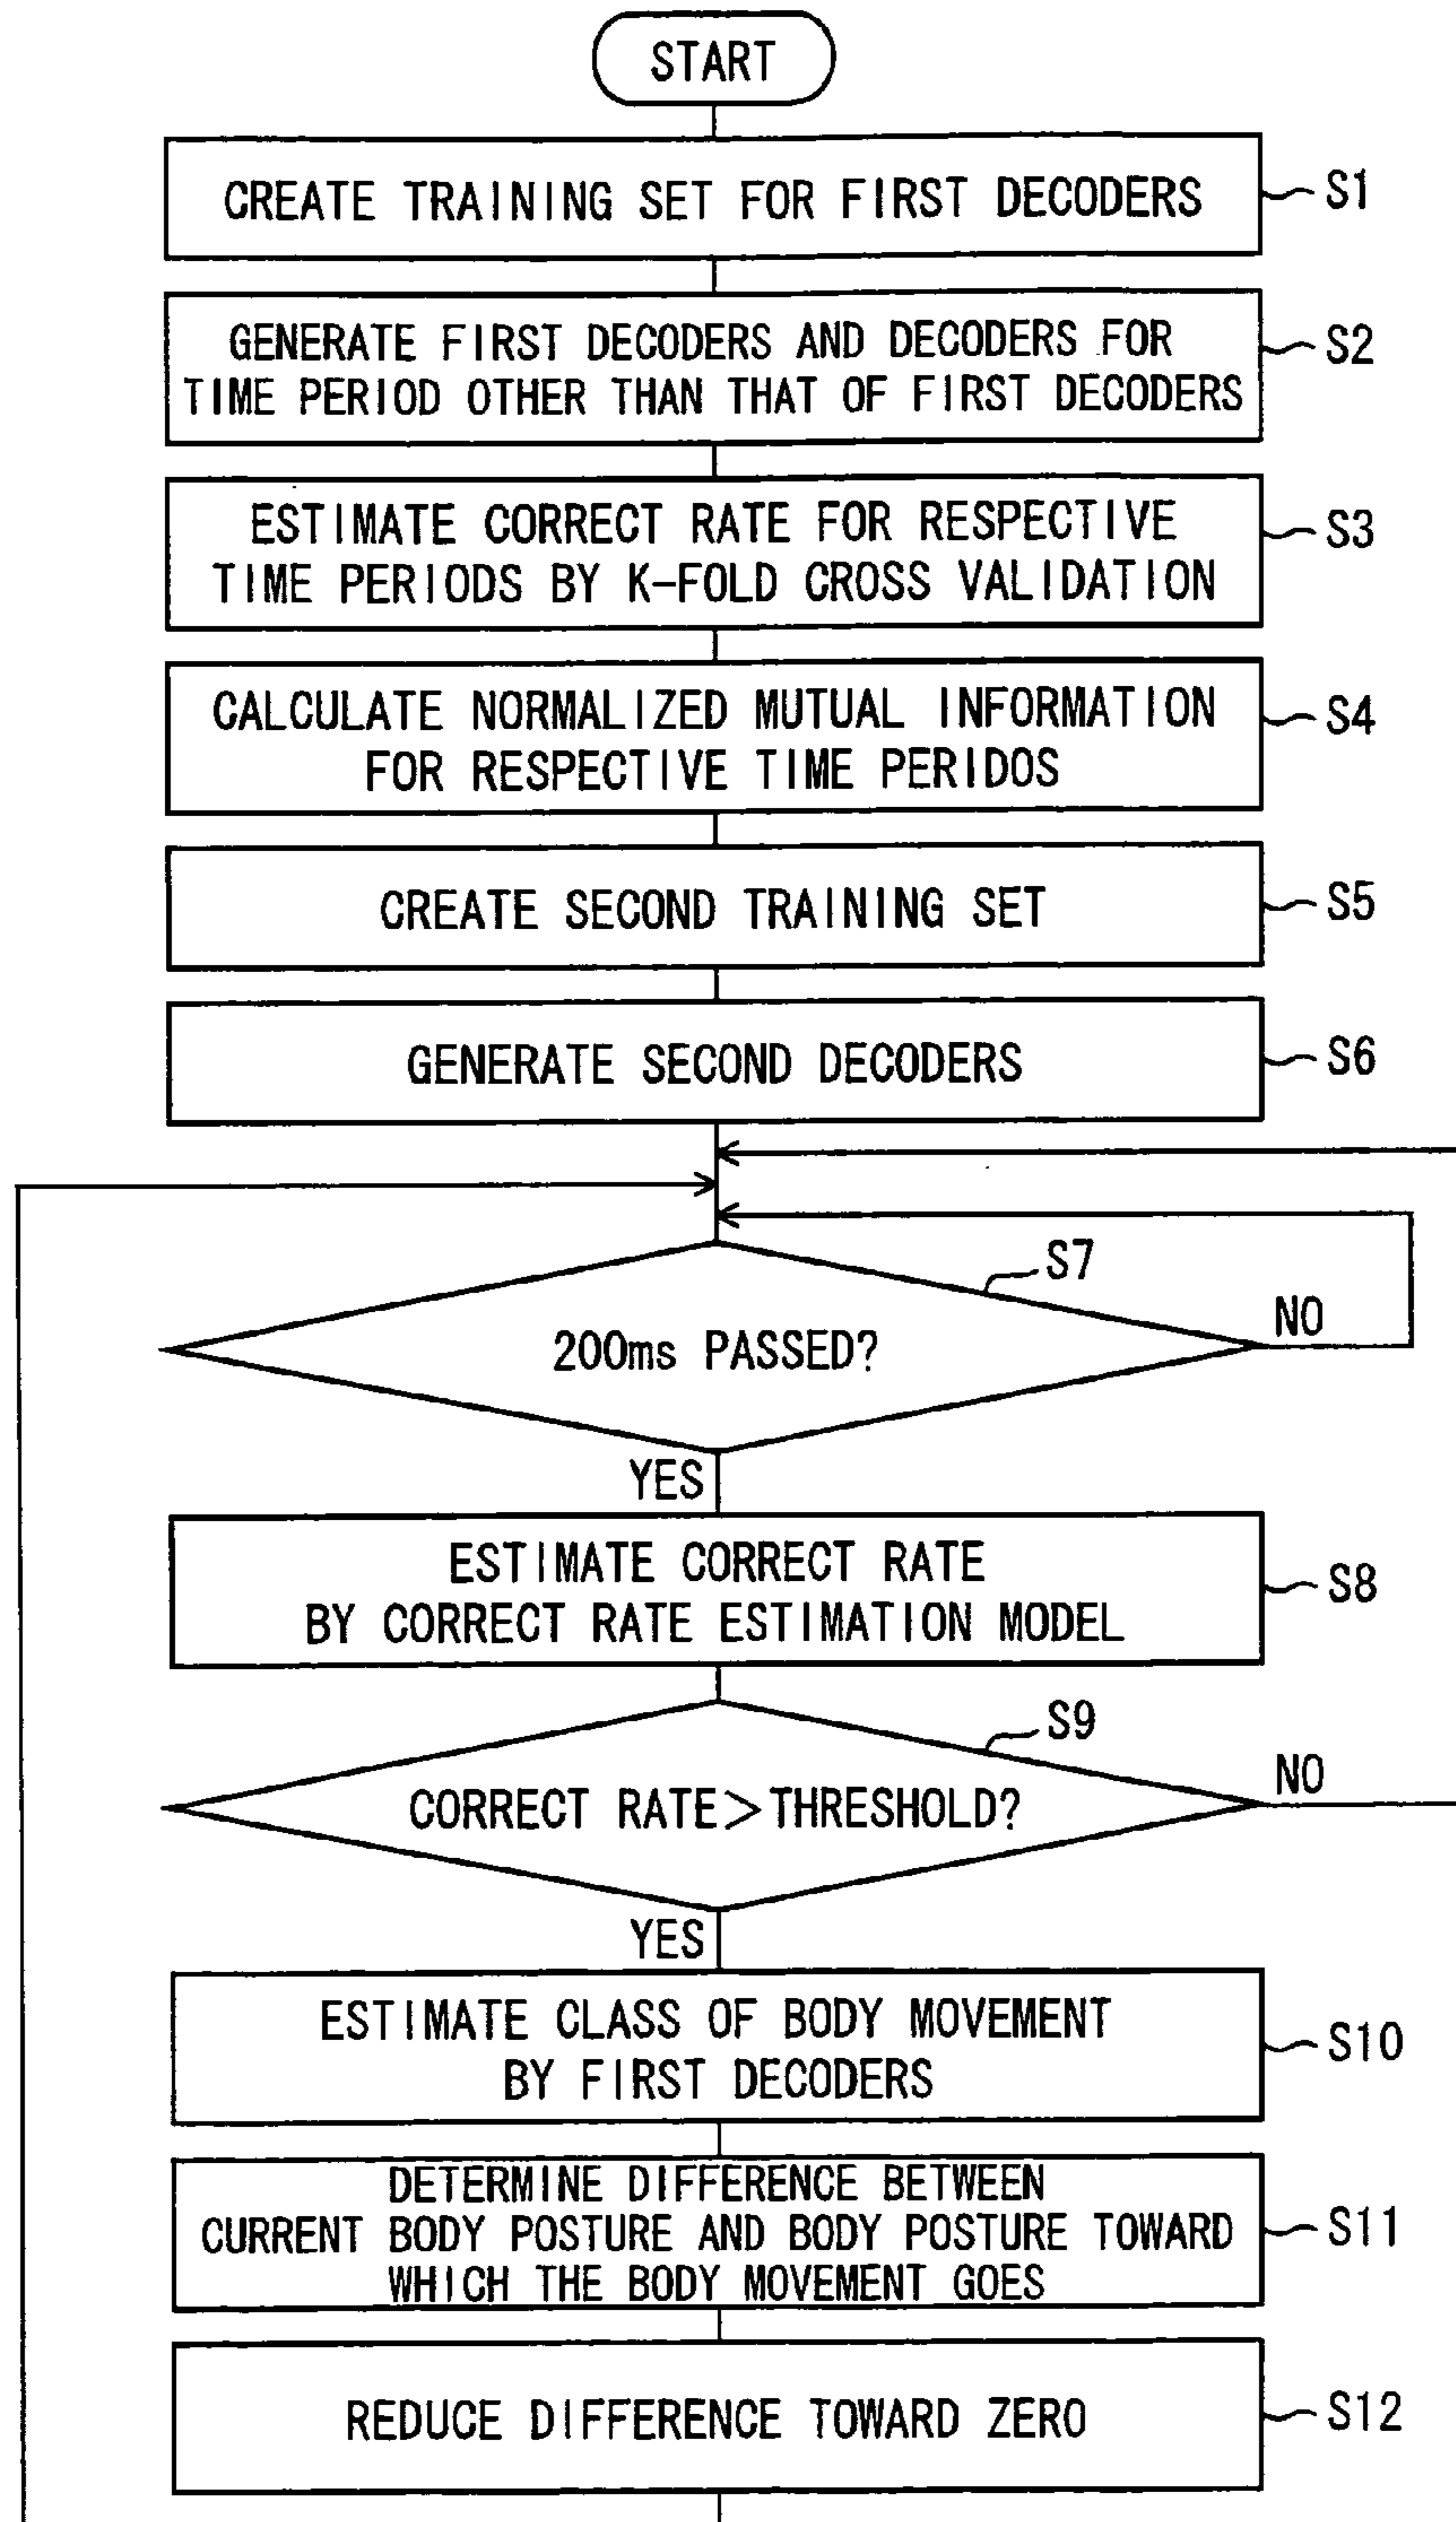 START
CREATE TRAINING SET FOR FIRST DECODERS
S1
GENERATE FIRST DECODERS AND DECODERS FOR
TIME PERIOD OTHER THAN THAT OF FIRST DECODERS
S2
ESTIMATE CORRECT RATE FOR RESPECTIVE
TIME PERIODS BY K-FOLD CROSS VALIDATION
S3
CALCULATE NORMALIZED MUTUAL INFORMATION
FOR RESPECTIVE TIME PERIDOS
S4
CREATE SECOND TRAINING SET
S5
GENERATE SECOND DECODERS
S6
S7
200ms PASSED?
NO
YES
ESTIMATE CORRECT RATE
BY CORRECT RATE ESTIMATION MODEL
S8
S9
CORRECT RATE>THRESHOLD?
NO
YES
ESTIMATE CLASS OF BODY MOVEMENT
BY FIRST DECODERS
S10
DETERMINE DIFFERENCE BETWEEN
CURRENT BODY POSTURE AND BODY POSTURE TOWARD
WHICH THE BODY MOVEMENT GOES
S11
REDUCE DIFFERENCE TOWARD ZERO
S12